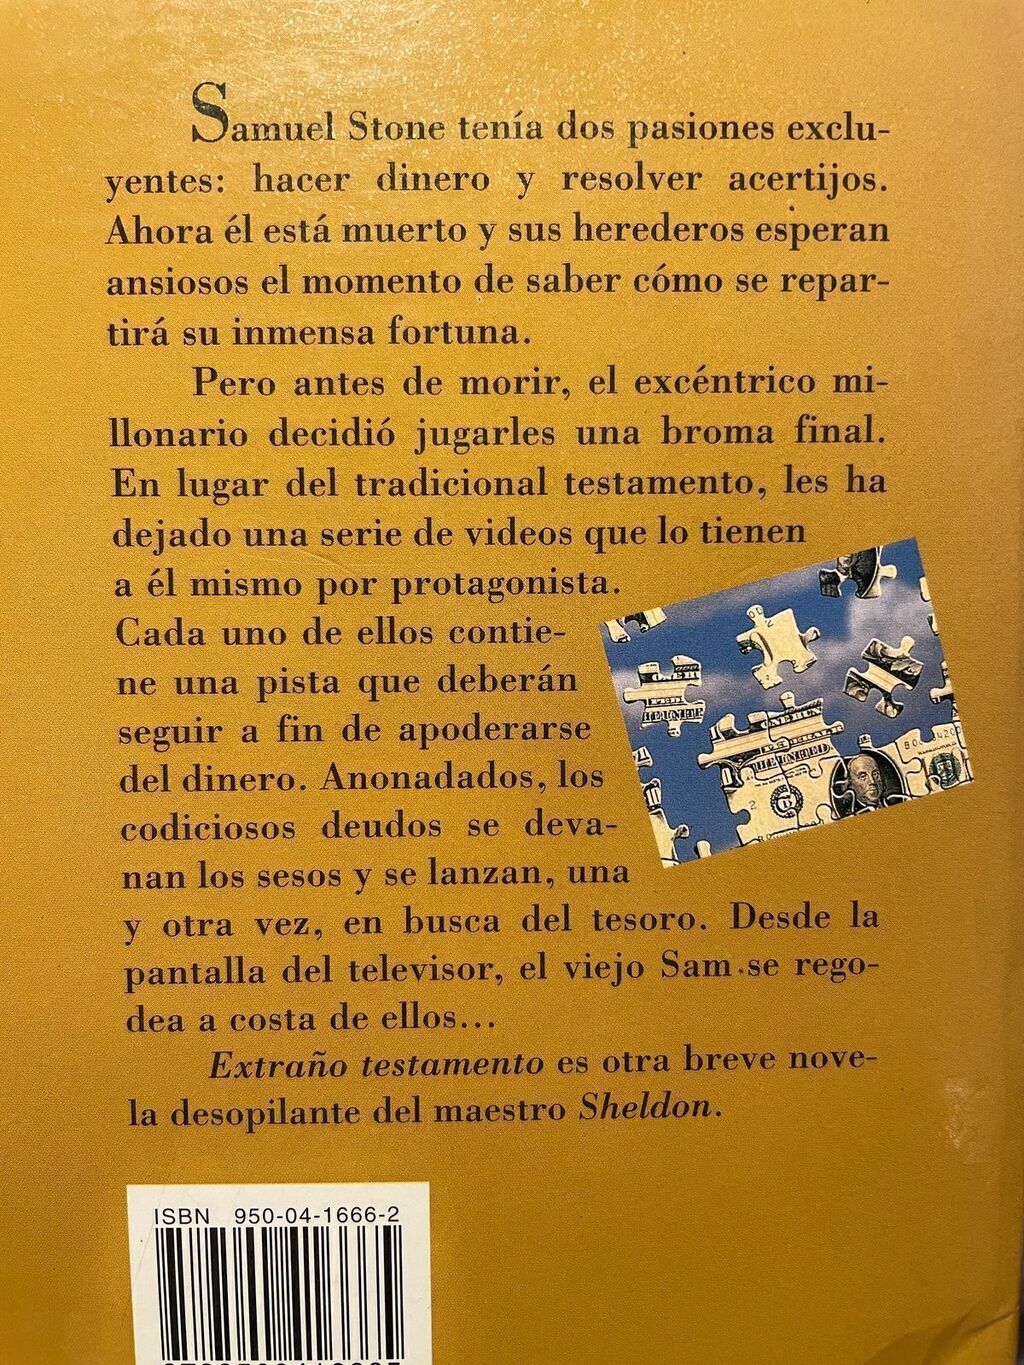 Samuel Stone tenía dos pasiones exclu-
yentes: hacer dinero y resolver acertijos.
Ahora él está muerto y sus herederos esperan
ansiosos el momento de saber cómo se repar-
tirá su inmensa fortuna.
Pero antes de morir, el excéntrico mi-
llonario decidió jugarles una broma final.
En lugar del tradicional testamento, les ha
dejado una serie de videos que lo tienen
a él mismo por protagonista.
Cada uno de ellos contie-
ne una pista que deberán
seguir a fin de apoderarse
del dinero. Anonadados, los
codiciosos deudos se deva-
nan los sesos y se lanzan, una
y otra vez, en busca del tesoro. Desde la
pantalla del televisor, el viejo Sam se rego-
dea a costa de ellos...
Extraño testamento es otra breve nove-
la desopilante del maestro Sheldon.
ISBN 950-04-1666-2